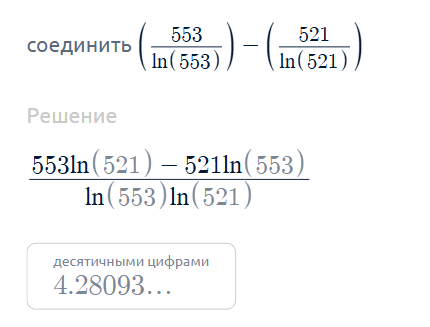 соединить (553/ln(553)) − (521/ln(521))
Решение
553ln(521) − 521ln(553)
ln(553)ln(521)
десятичными цифрами
4.28093…